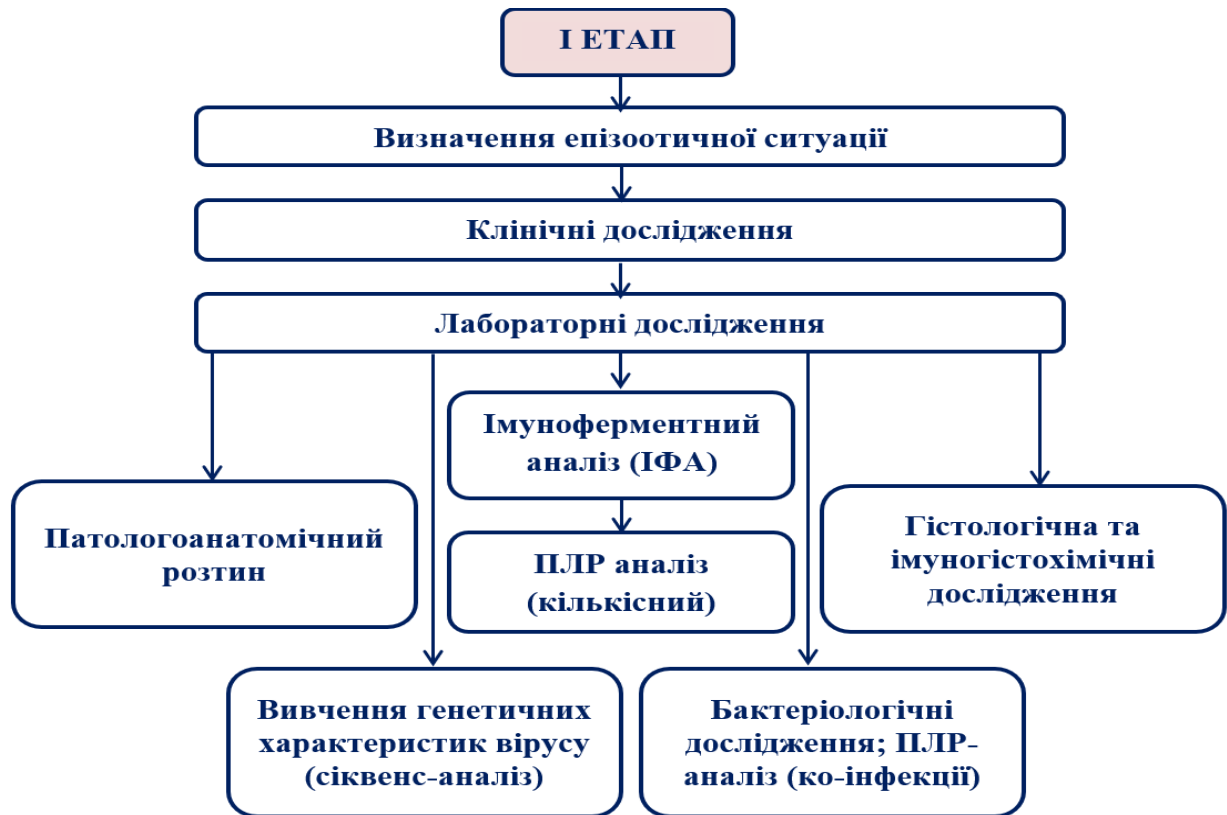 І ЕТАП
Визначення епізоотичної ситуації
Клінічні дослідження
Лабораторні дослідження
Імуноферментний
аналіз (ІФА)
Патологоанатомічний
розтин
ПЛР аналіз
(кількісний)
Гістологічна та
імуногістохімічні
дослідження
Вивчення генетичних
характеристик вірусу
(сіквенс-аналіз)
Бактеріологічні
дослідження; ПЛР-
аналіз (ко-інфекції)